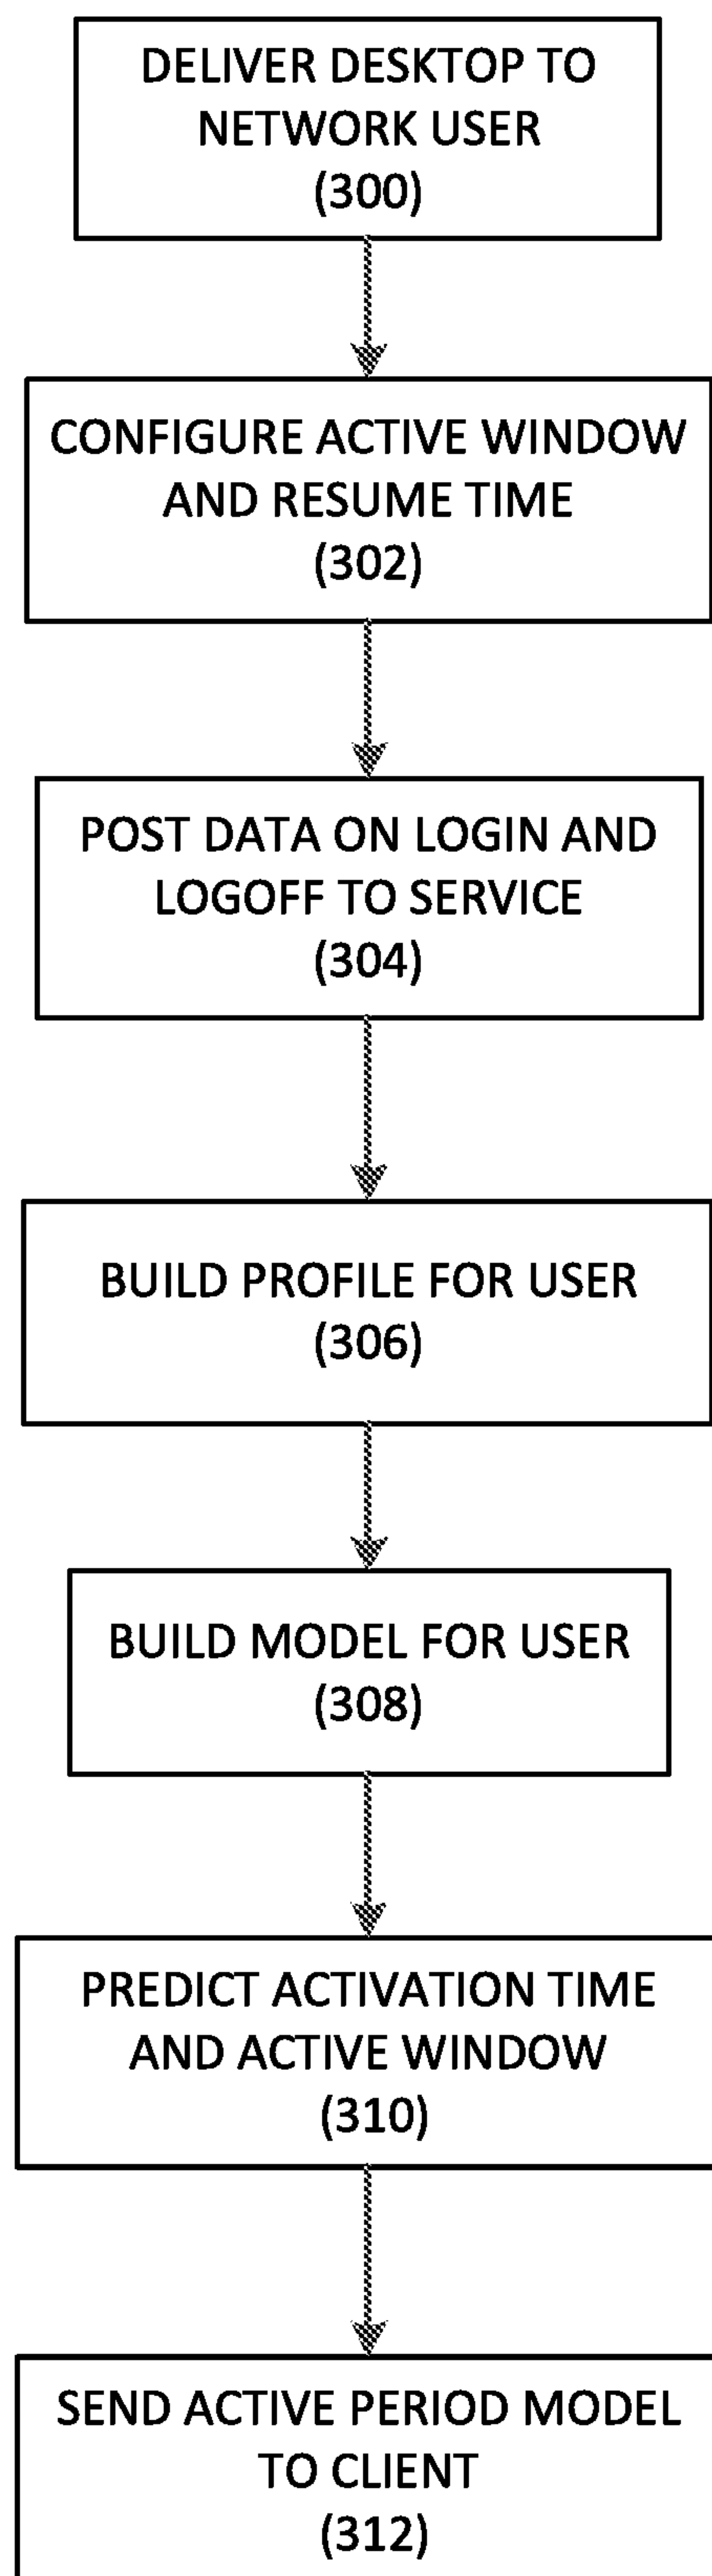 DELIVER DESKTOP TO
NETWORK USER
(300)
CONFIGURE ACTIVE WINDOW
AND RESUME TIME
(302)
POST DATA ON LOGIN AND
LOGOFF TO SERVICE
(304)
BUILD PROFILE FOR USER
(306)
BUILD MODEL FOR USER
(308)
PREDICT ACTIVATION TIME
AND ACTIVE WINDOW
(310)
SEND ACTIVE PERIOD MODEL
TO CLIENT
(312)